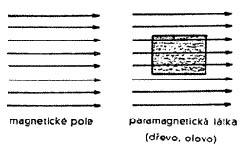 magnetické pole
paramagnetická látka
(dřevo, olovo)